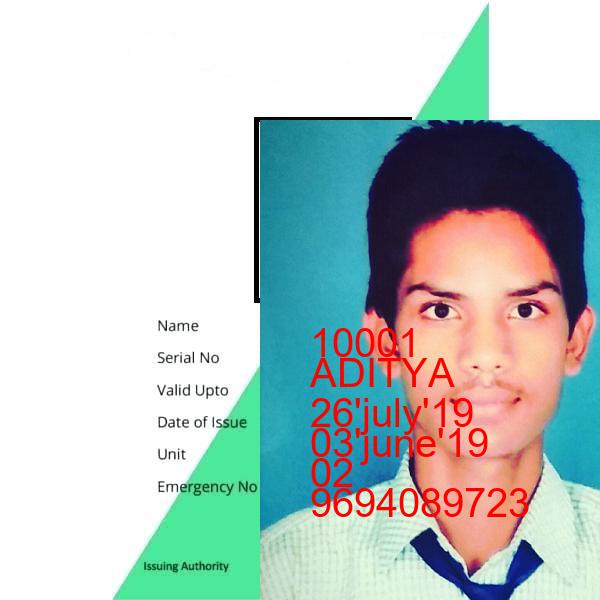 Name
Serial No
Valid Upto
Date of Issue
Unit
Emergency No
Issuing Authority
10001
ADITYA
26'july'19
03'june'19
02
9694089723